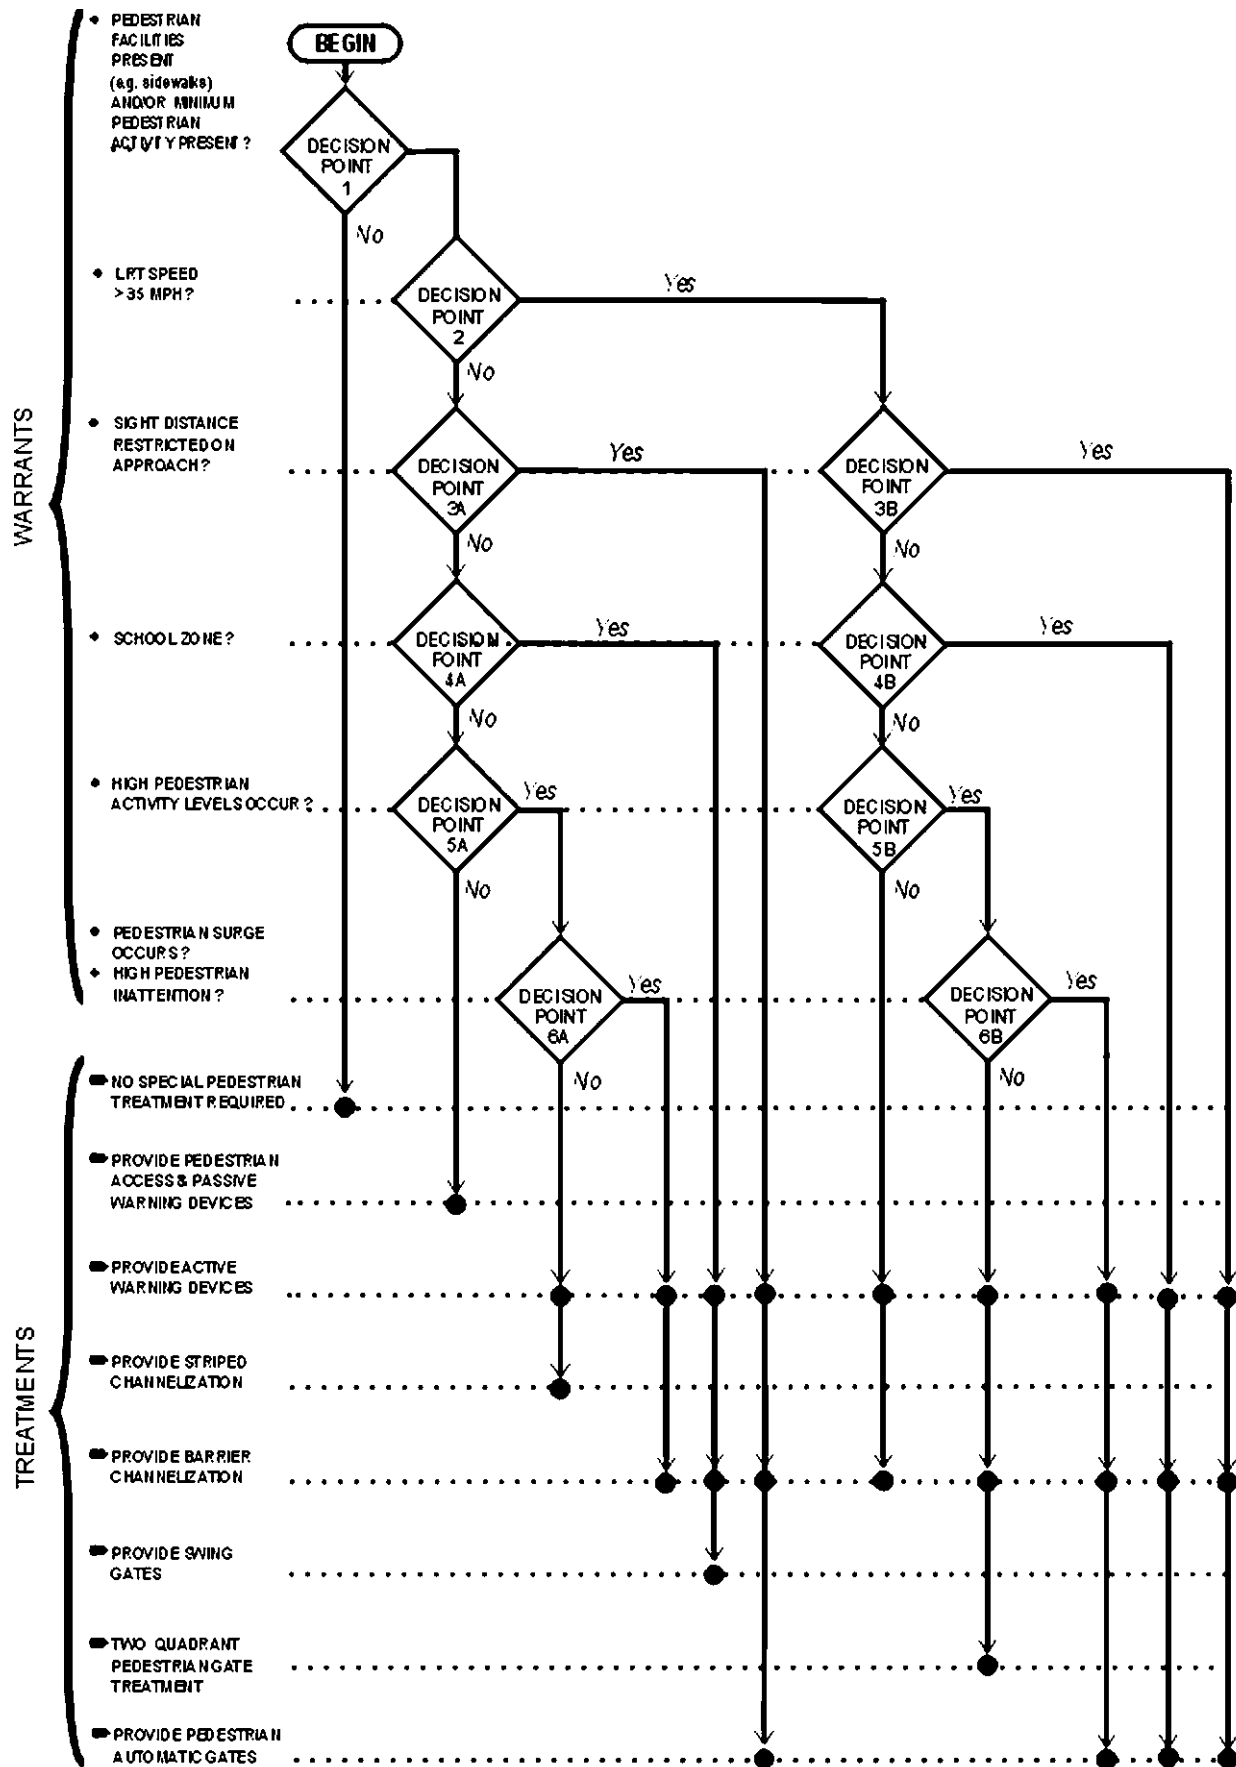 PEDESTRIAN
FACILITIES
PRESENT
(e.g. sidewalks)
AND/OR MINIMUM
PEDESTRIAN
ACTIVITY PRESENT?
BEGIN
DECISION
POINT
1
No
LRT SPEED
>35 MPH?
DECISION
POINT
2
Yes
No
WARRANTS
SIGHT DISTANCE
RESTRICTED ON
APPROACH?
DECISION
POINT
3A
Yes
No
DECISION
POINT
3B
Yes
No
SCHOOL ZONE?
DECISION
POINT
4A
Yes
No
DECISION
POINT
4B
Yes
No
HIGH PEDESTRIAN
ACTIVITY LEVELS OCCUR?
DECISION
POINT
5A
Yes
No
DECISION
POINT
5B
Yes
No
PEDESTRIAN SURGE
OCCURS?
HIGH PEDESTRIAN
INATTENTION?
DECISION
POINT
6A
Yes
No
DECISION
POINT
6B
Yes
No
TREATMENTS
NO SPECIAL PEDESTRIAN
TREATMENT REQUIRED
PROVIDE PEDESTRIAN
ACCESS & PASSIVE
WARNING DEVICES
PROVIDE ACTIVE
WARNING DEVICES
PROVIDE STRIPED
CHANNELIZATION
PROVIDE BARRIER
CHANNELIZATION
PROVIDE SWING
GATES
TWO QUADRANT
PEDESTRIAN GATE
TREATMENT
PROVIDE PEDESTRIAN
AUTOMATIC GATES